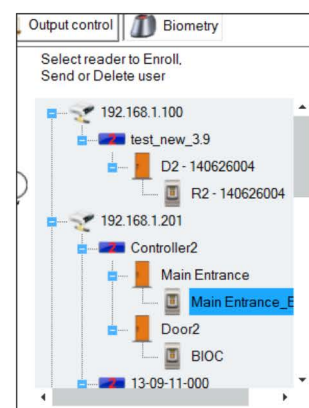 Output control Biometry
Select reader to Enroll,
Send or Delete user
192.168.1.100
test_new_3.9
D2 - 140626004
R2 - 140626004
192.168.1.201
Controller2
Main Entrance
Main Entrance_E
Door2
BIOC
13-09-11-000